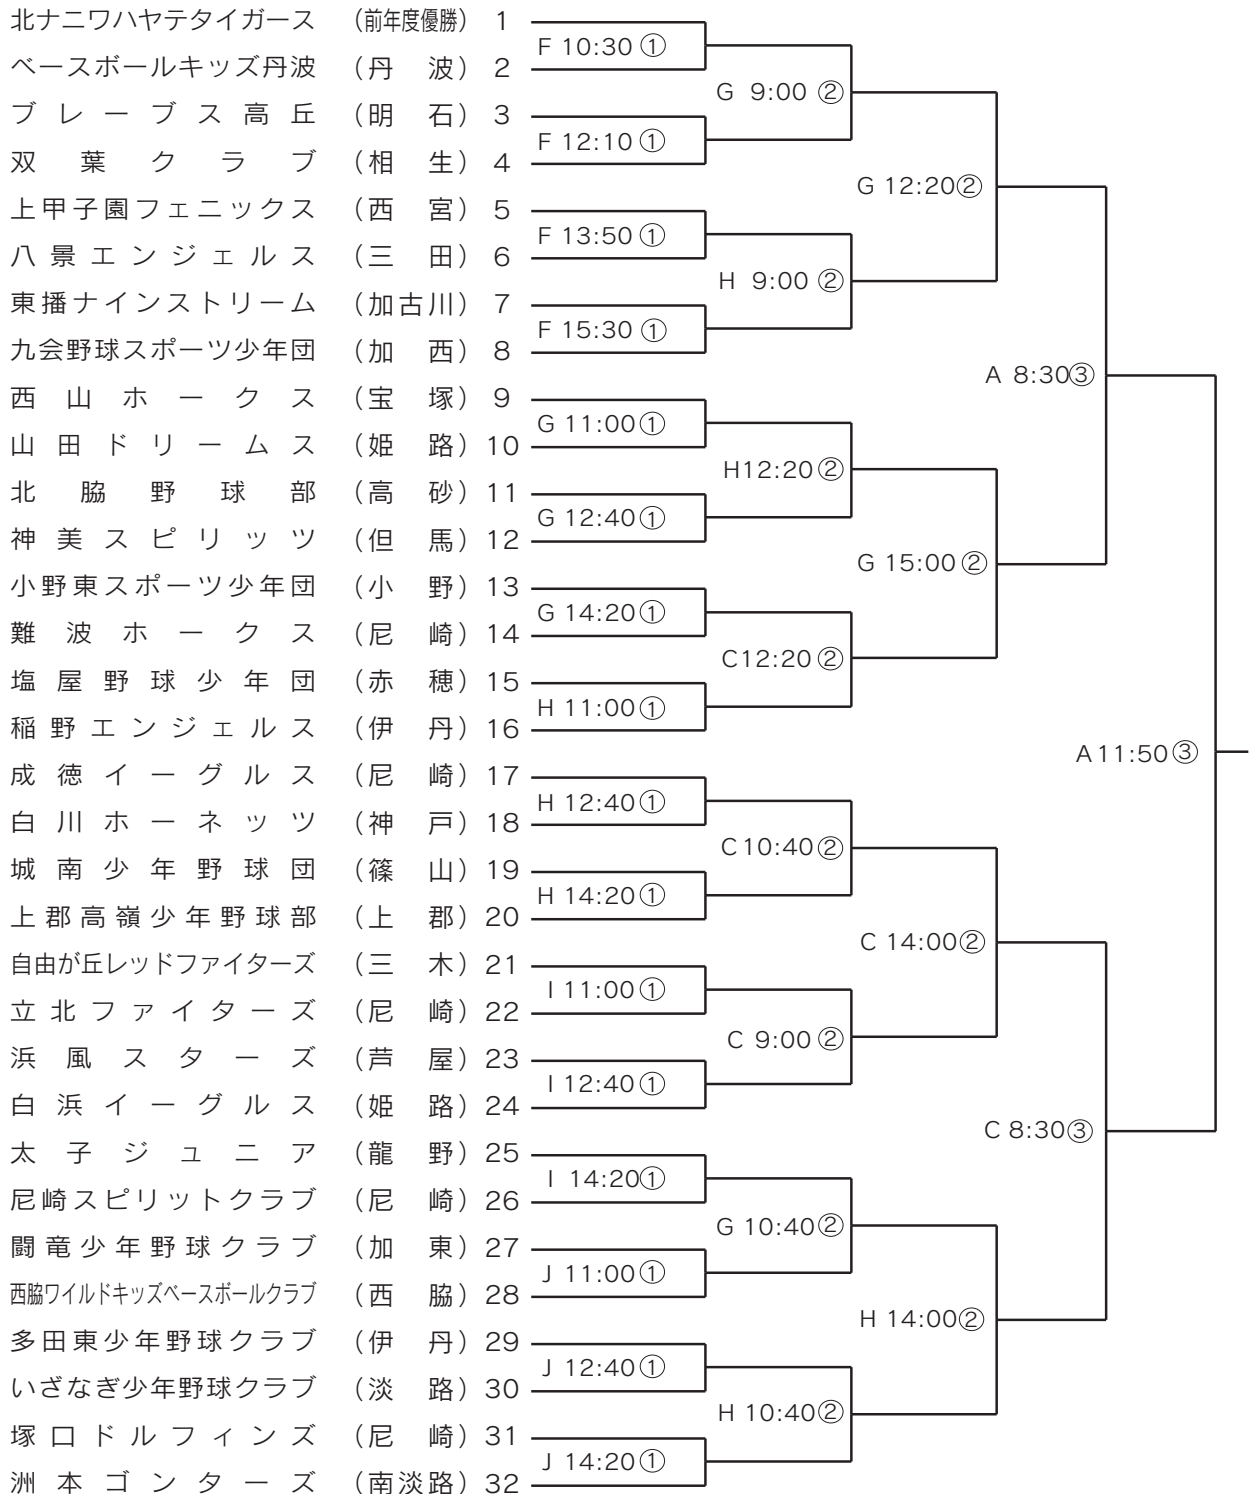 北ナニワハヤテタイガース （前年度優勝） 1
F 10:30 ①
ベースボールキッズ丹波 （丹波） 2
G 9:00 ②
ブレーブス高丘 （明石） 3
F 12:10 ①
双葉クラブ （相生） 4
G 12:20②
上甲子園フェニックス （西宮） 5
F 13:50 ①
八景エンジェルス （三田） 6
H 9:00 ②
東播ナインストリーム （加古川） 7
F 15:30 ①
九会野球スポーツ少年団 （加西） 8
A 8:30③
西山ホークス （宝塚） 9
G 11:00①
山田ドリームス （姫路） 10
H12:20②
北脇野球部 （高砂） 11
G 12:40①
神美スピリッツ （但馬） 12
G 15:00②
小野東スポーツ少年団 （小野） 13
G 14:20①
難波ホークス （尼崎） 14
C12:20②
塩屋野球少年団 （赤穂） 15
H 11:00①
稲野エンジェルス （伊丹） 16
A11:50③
成徳イーグルス （尼崎） 17
H 12:40①
白川ホーネッツ （神戸） 18
C10:40②
城南少年野球団 （篠山） 19
H 14:20①
上郡高嶺少年野球部 （上郡） 20
C 14:00②
自由が丘レッドファイターズ （三木） 21
I 11:00①
立北ファイターズ （尼崎） 22
C 9:00②
浜風スターズ （芦屋） 23
I 12:40①
白浜イーグルス （姫路） 24
C 8:30③
太子ジュニア （龍野） 25
I 14:20①
尼崎スピリットクラブ （尼崎） 26
G 10:40②
闘竜少年野球クラブ （加東） 27
J 11:00①
西脇ワイルドキッズベースボールクラブ （西脇） 28
H 14:00②
多田東少年野球クラブ （伊丹） 29
J 12:40①
いざなぎ少年野球クラブ （淡路） 30
H 10:40②
塚口ドルフィンズ （尼崎） 31
J 14:20①
洲本ゴンターズ （南淡路） 32